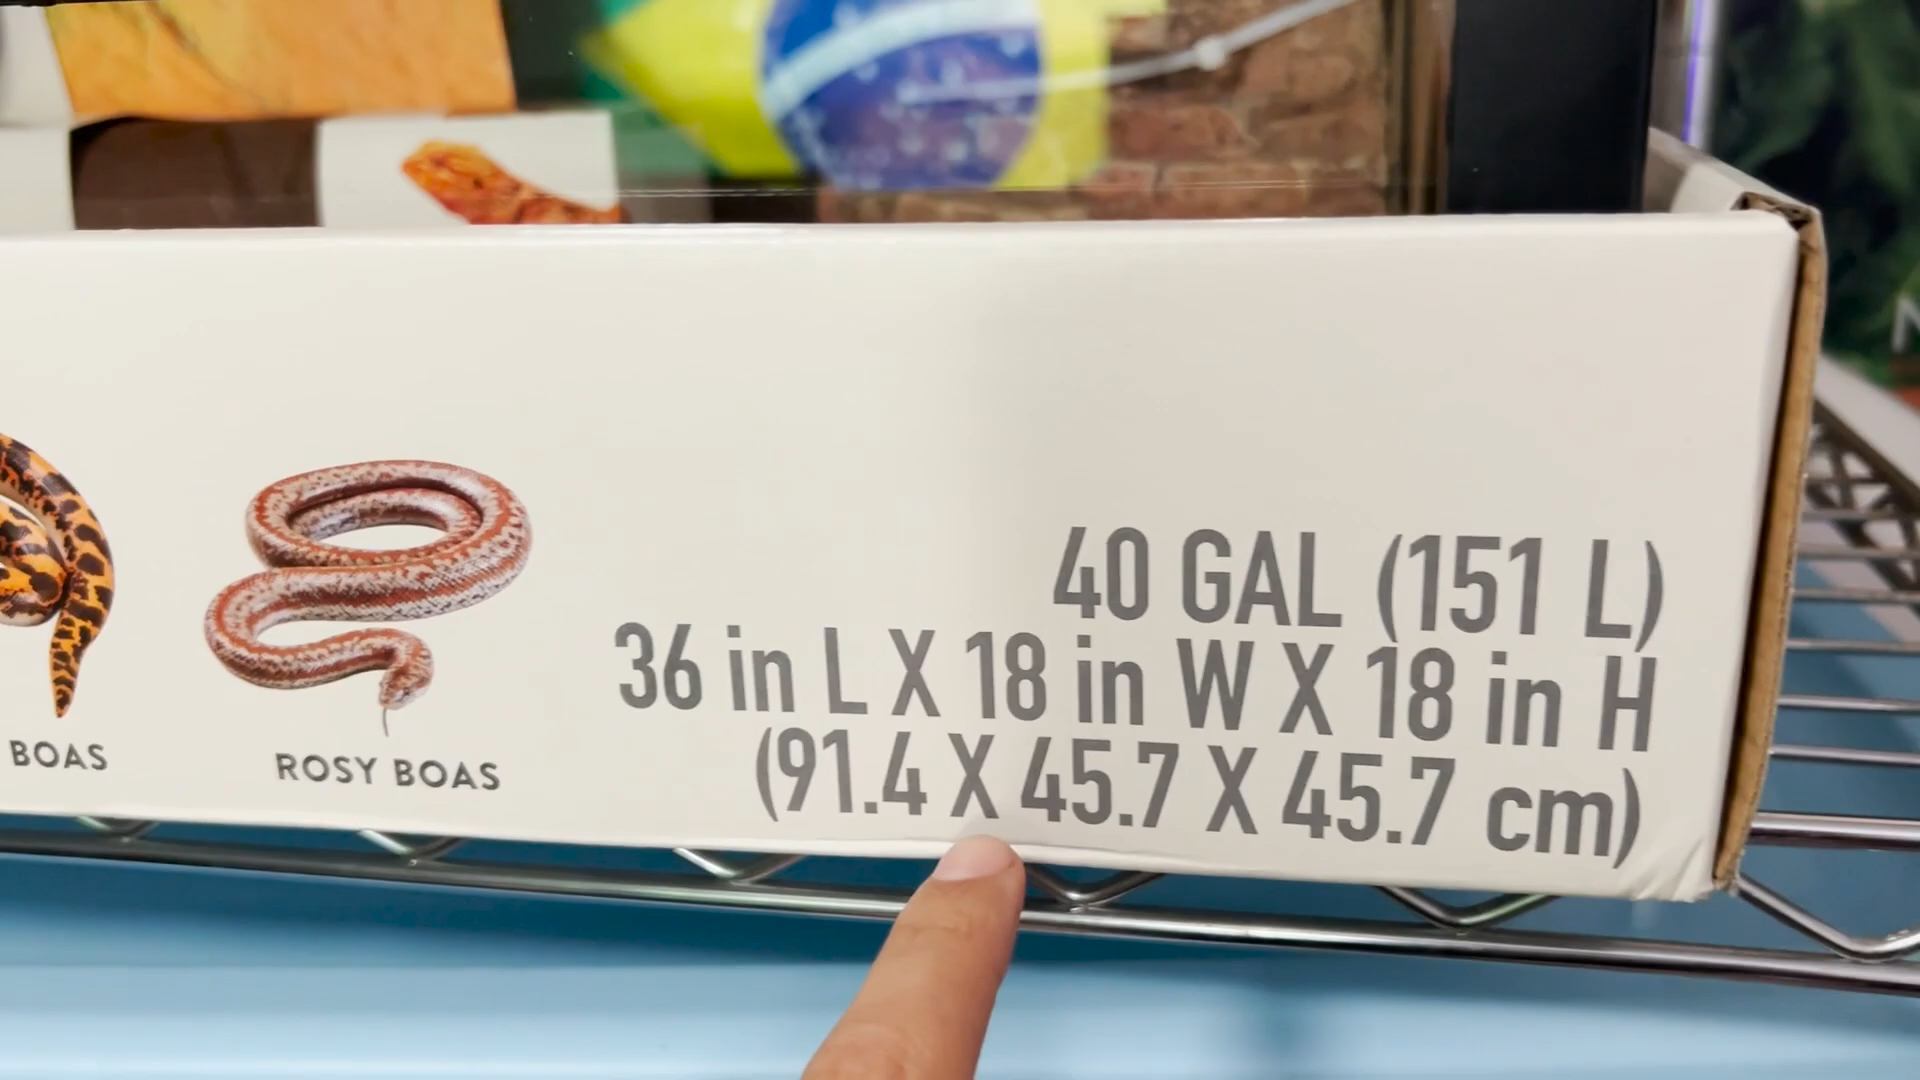 40 GAL (151 L)
36 in L X 18 in W X 18 in H
(91.4 X 45.7 X 45.7 cm)
BOAS
ROSY BOAS